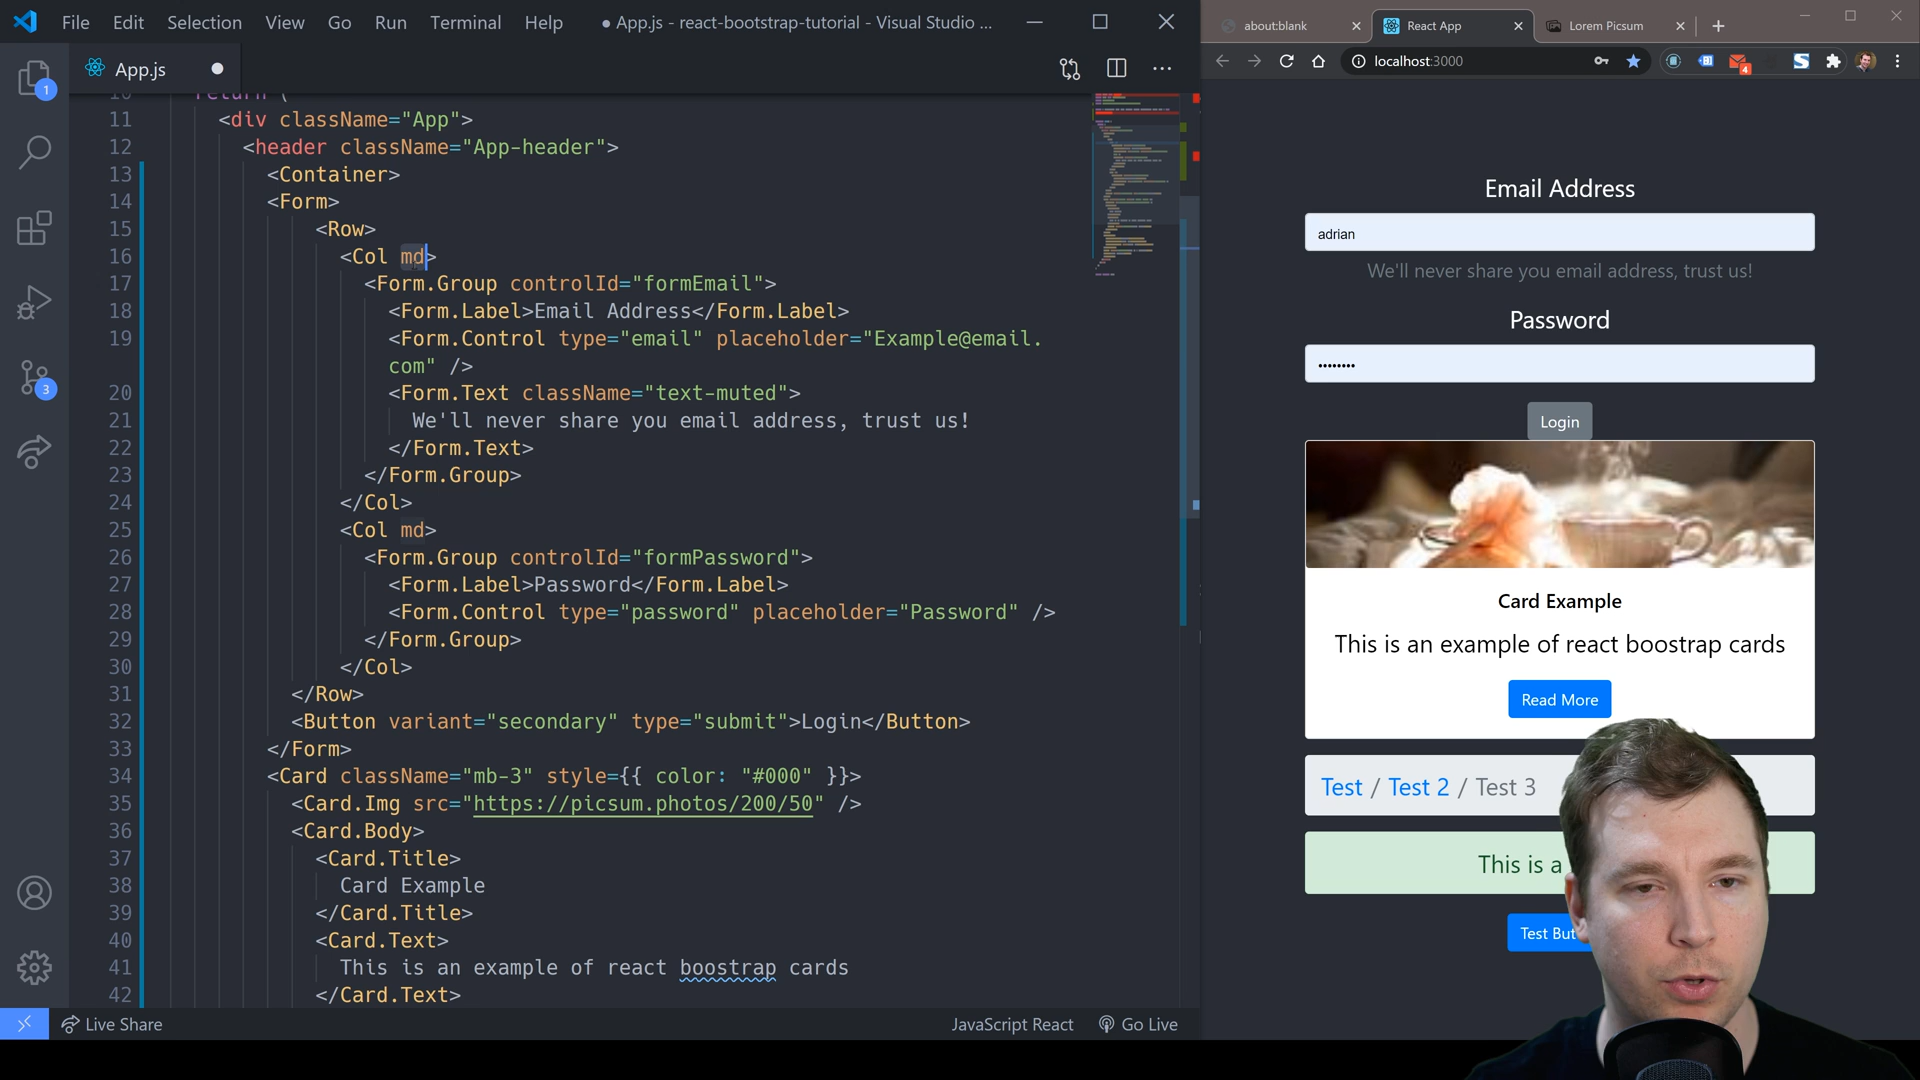 File Edit Selection View Go Run Terminal Help ● App.js - react-bootstrap-tutorial - Visual Studio ...
1
App.js
11 <div className="App">
12 <header className="App-header">
13 <Container>
14 <Form>
15 <Row>
16 <Col md>
17 <Form.Group controlId="formEmail">
18 <Form.Label>Email Address</Form.Label>
19 <Form.Control type="email" placeholder="Example@email.
com" />
20 <Form.Text className="text-muted">
21 We'll never share you email address, trust us!
22 </Form.Text>
23 </Form.Group>
24 </Col>
25 <Col md>
26 <Form.Group controlId="formPassword">
27 <Form.Label>Password</Form.Label>
28 <Form.Control type="password" placeholder="Password" />
29 </Form.Group>
30 </Col>
31 </Row>
32 <Button variant="secondary" type="submit">Login</Button>
33 </Form>
34 <Card className="mb-3" style={{ color: "#000" }}>
35 <Card.Img src="https://picsum.photos/200/50" />
36 <Card.Body>
37 <Card.Title>
38 Card Example
39 </Card.Title>
40 <Card.Text>
41 This is an example of react boostrap cards
42 </Card.Text>
3
Live Share
JavaScript React
Go Live
about:blank
React App
Lorem Picsum
localhost:3000
4
Email Address
adrian
We'll never share you email address, trust us!
Password
••••••••
Login
Card Example
This is an example of react boostrap cards
Read More
Test / Test 2 / Test 3
This is a
Test But